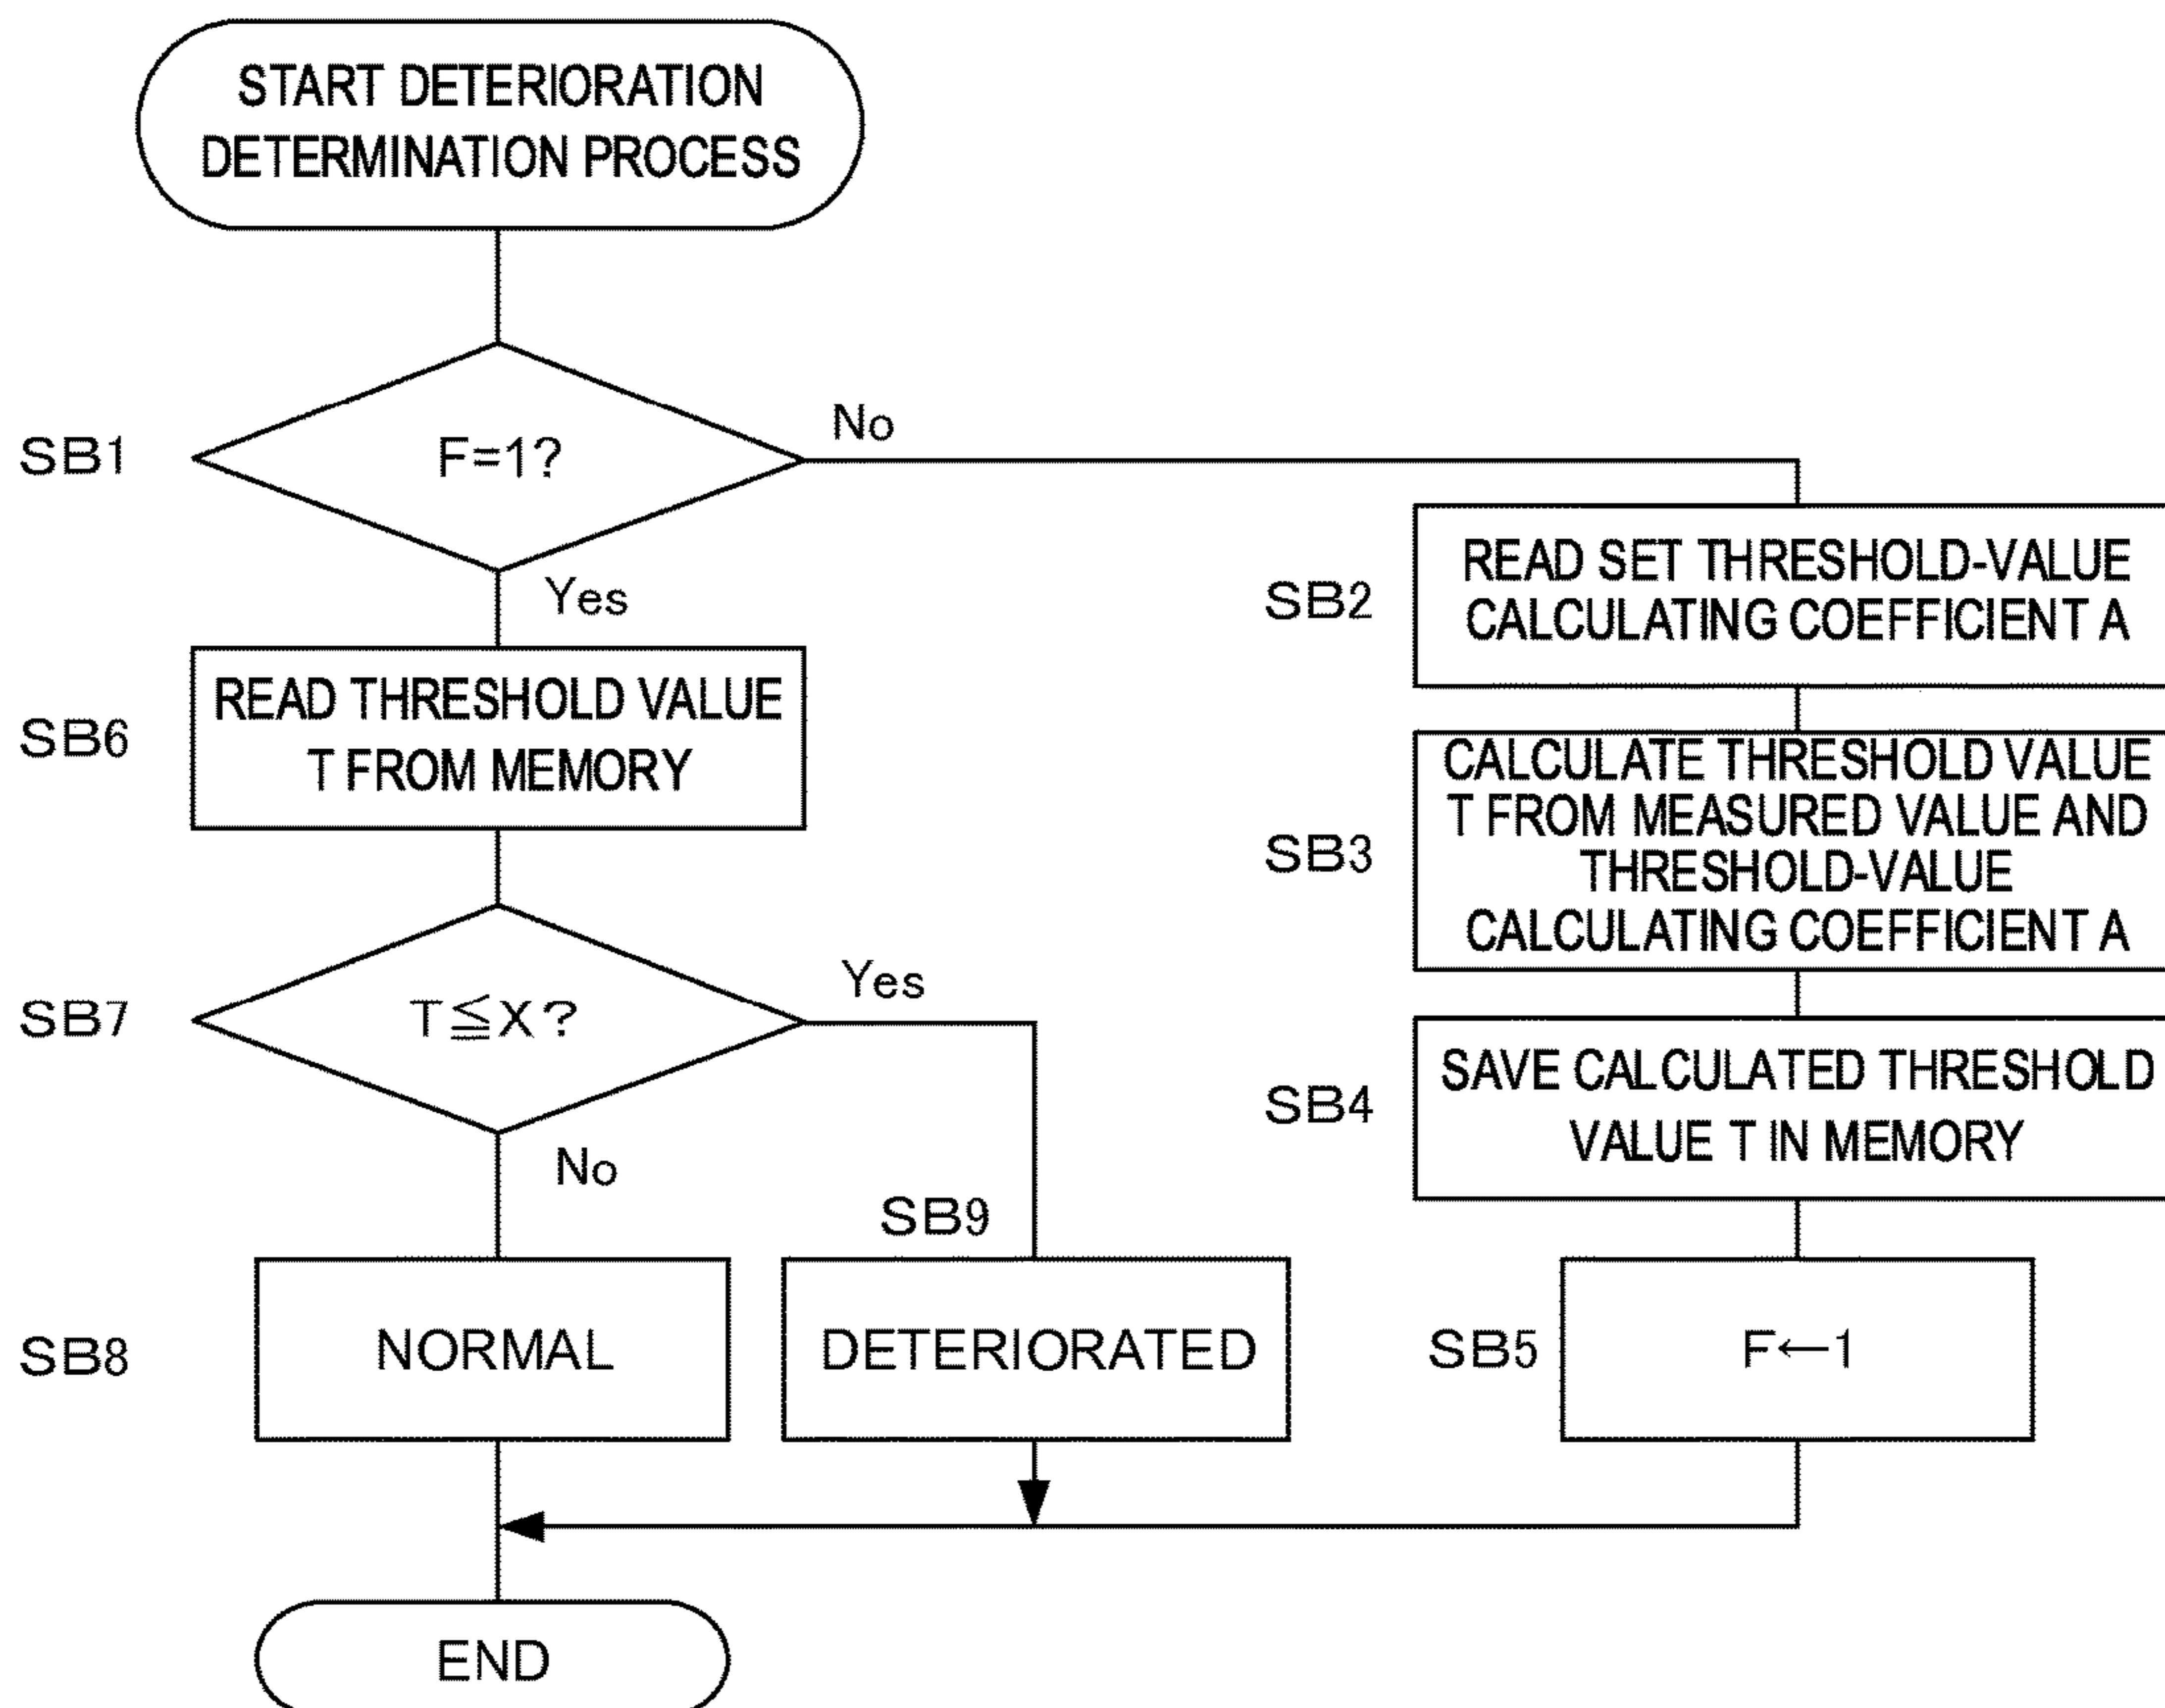 START DETERIORATION
DETERMINATION PROCESS
SB1
F=1?
No
Yes
SB2
READ SET THRESHOLD-VALUE
CALCULATING COEFFICIENT A
SB6
READ THRESHOLD VALUE
T FROM MEMORY
SB3
CALCULATE THRESHOLD VALUE
T FROM MEASURED VALUE AND
THRESHOLD-VALUE
CALCULATING COEFFICIENT A
SB7
T≦X?
Yes
No
SB4
SAVE CALCULATED THRESHOLD
VALUE T IN MEMORY
SB8
NORMAL
SB9
DETERIORATED
SB5
F←1
END